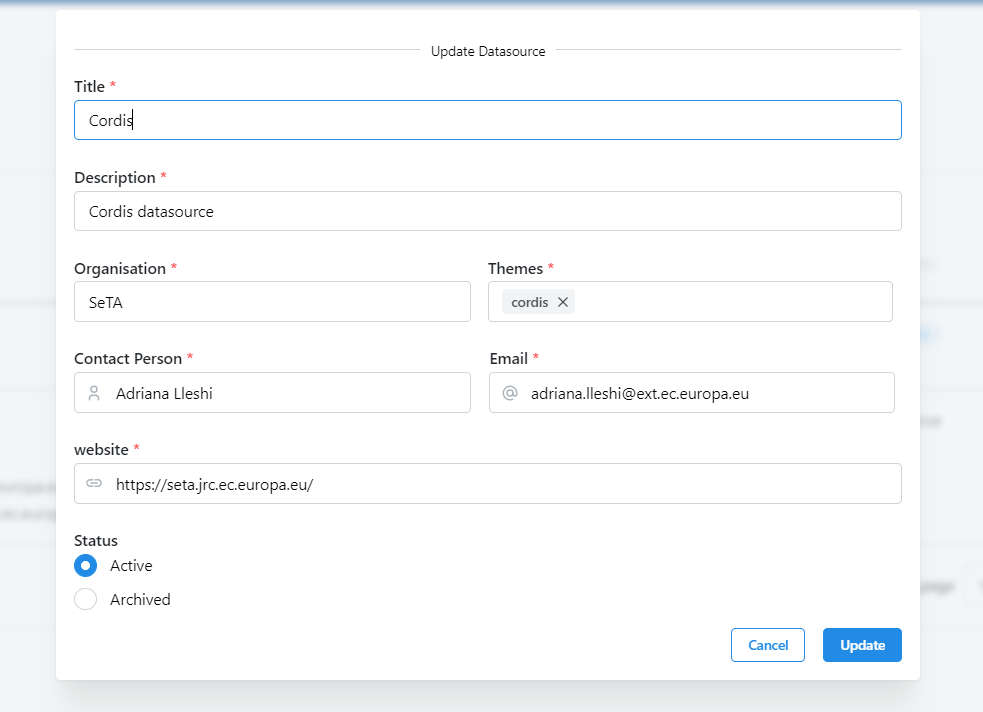 Update Datasource
Title *
Cordis
Description *
Cordis datasource
Organisation * Themes *
SeTA cordis
Contact Person * Email *
Adriana Lleshi adriana.lleshi@ext.ec.europa.eu
website *
https://seta.jrc.ec.europa.eu/
Status
Active
Archived
Cancel Update